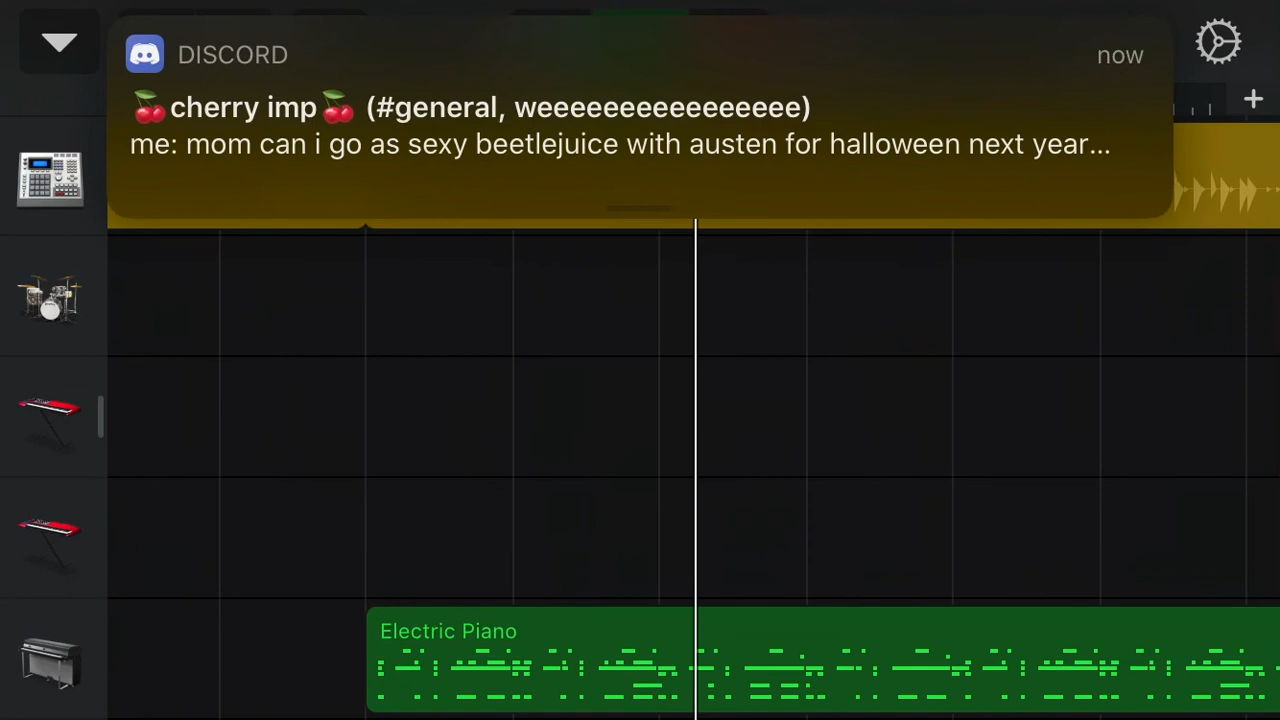 DISCORD
now
🍒cherry imp🍒 (#general, weeeeeeeeeeeeeeee)
me: mom can i go as sexy beetlejuice with austen for halloween next year...
Electric Piano